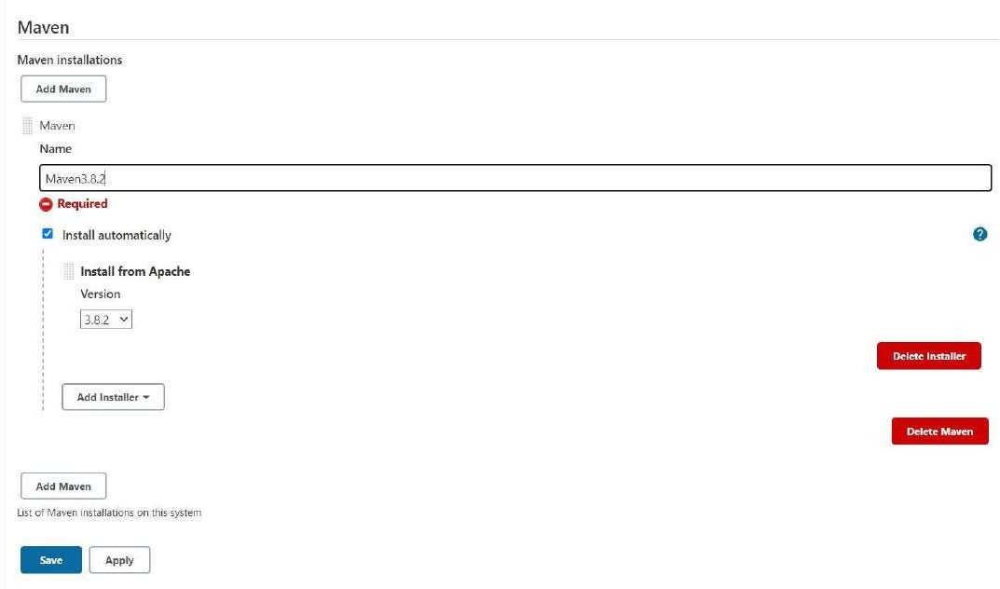 Maven
Maven installations
Add Maven
Maven
Name
Maven3.8.2
Required
Install automatically
?
Install from Apache
Version
3.8.2
Delete Installer
Add Installer
Delete Maven
Add Maven
List of Maven installations on this system
Save Apply